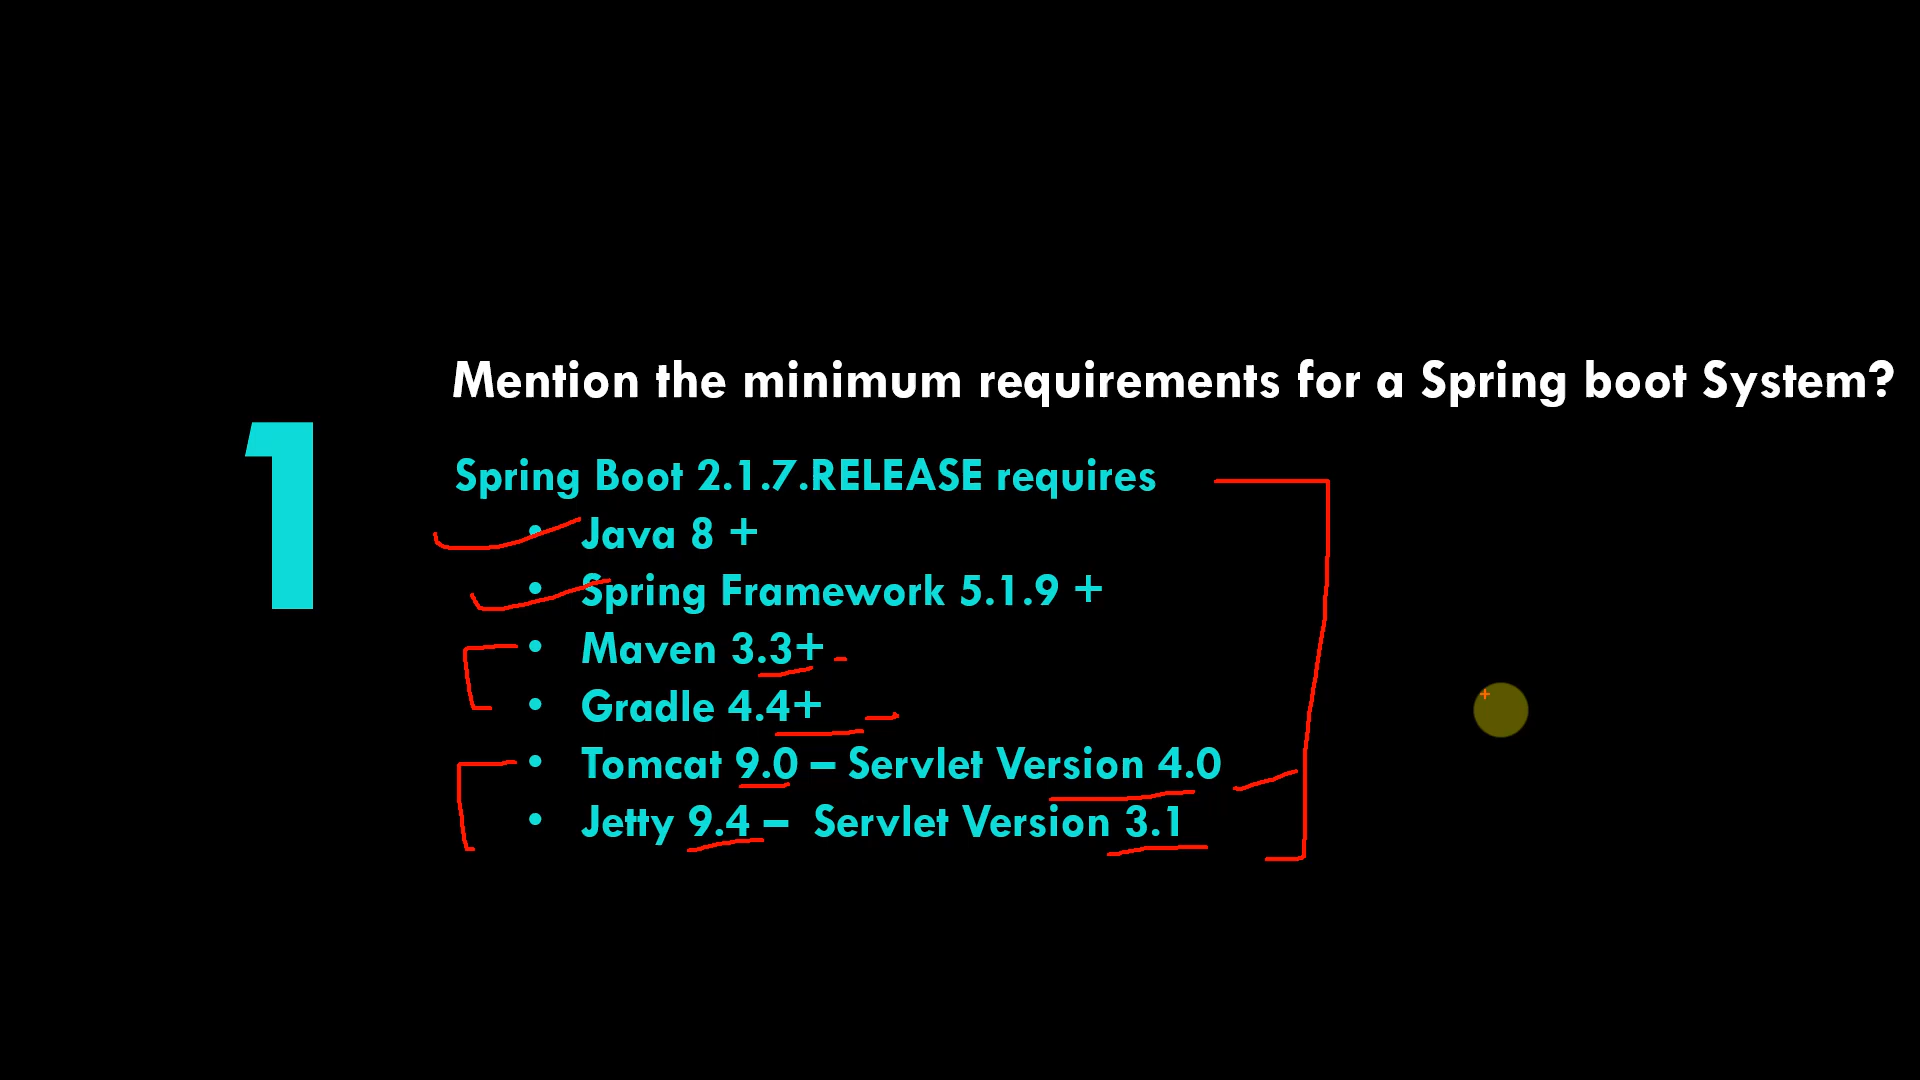 1
Mention the minimum requirements for a Spring boot System?
Spring Boot 2.1.7.RELEASE requires
• Java 8 +
• Spring Framework 5.1.9 +
• Maven 3.3+
• Gradle 4.4+
• Tomcat 9.0 – Servlet Version 4.0
• Jetty 9.4 – Servlet Version 3.1